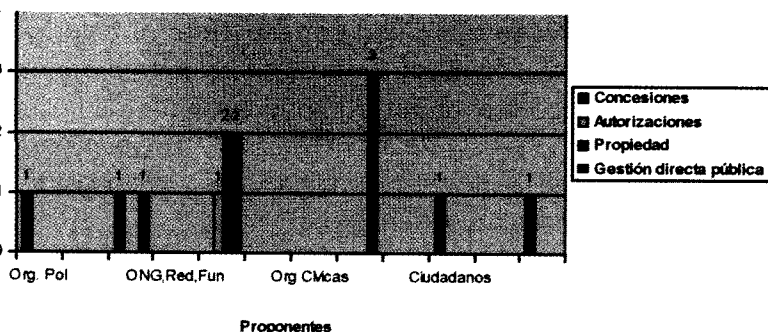 3
22
1
1
1
1
1
1
Org. Pol
ONG,Red,Fun
Org Cívicas
Ciudadanos
Proponentes
Concesiones
Autorizaciones
Propiedad
Gestión directa pública